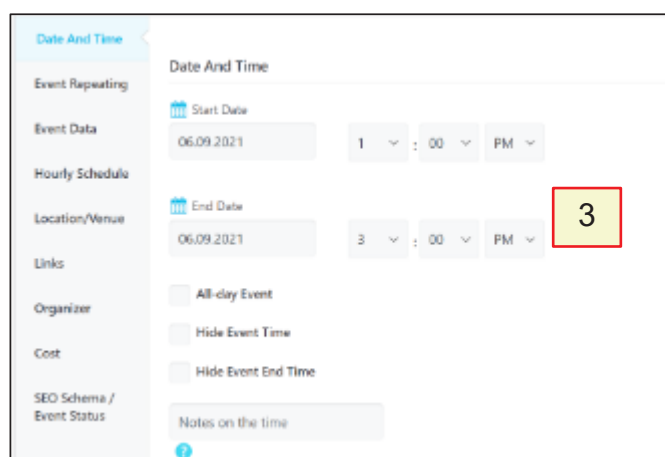 Date And Time
Event Repeating
Event Data
Hourly Schedule
Location/Venue
Links
Organizer
Cost
SEO Schema /
Event Status
Date And Time
Start Date
06.09.2021 1 : 00 PM
End Date
06.09.2021 3 : 00 PM
3
All-day Event
Hide Event Time
Hide Event End Time
Notes on the time
?